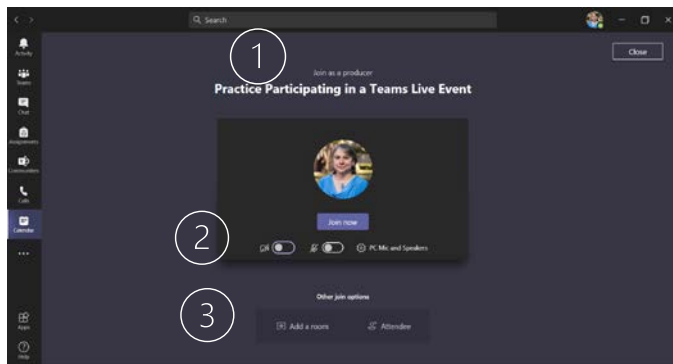 Search
1
Close
Activity
Join as a producer
Teams
Practice Participating in a Teams Live Event
Chat
Assignments
Communities
Calls
Join now
Calendar
2
PC Mic and Speakers
Other join options
3
Add a room
Attendee
Apps
Help